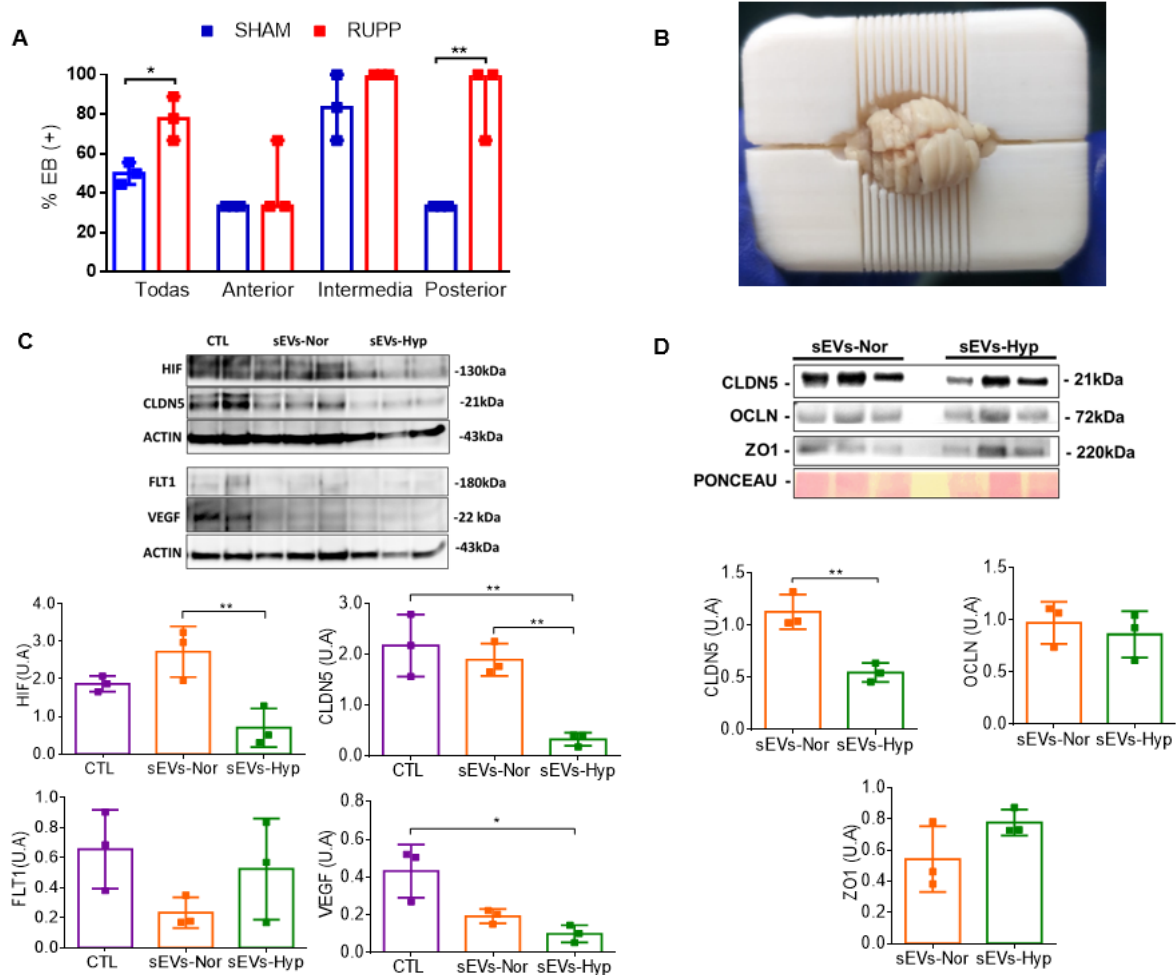 A
SHAM RUPP
% EB (+)
100
80
60
40
20
0
* **
Todas Anterior Intermedia Posterior
B
C
CTL sEVs-Nor sEVs-Hyp
HIF -130kDa
CLDN5 -21kDa
ACTIN -43kDa
FLT1 -180kDa
VEGF -22 kDa
ACTIN -43kDa
HIF (U.A)
4.0
3.0
2.0
1.0
0.0
**
CTL sEVs-Nor sEVs-Hyp
CLDN5 (U.A)
3.0
2.0
1.0
0.0
**
**
CTL sEVs-Nor sEVs-Hyp
FLT1(U.A)
1.0
0.8
0.6
0.4
0.2
0.0
CTL sEVs-Nor sEVs-Hyp
VEGF (U.A)
0.8
0.6
0.4
0.2
0.0
*
CTL sEVs-Nor sEVs-Hyp
D
sEVs-Nor sEVs-Hyp
CLDN5 - - 21kDa
OCLN - - 72kDa
ZO1 - - 220kDa
PONCEAU -
CLDN5 (U.A)
1.5
1.0
0.5
0.0
**
sEVs-Nor sEVs-Hyp
OCLN (U.A)
1.5
1.0
0.5
0.0
sEVs-Nor sEVs-Hyp
ZO1 (U.A)
1.0
0.8
0.6
0.4
0.2
0.0
sEVs-Nor sEVs-Hyp